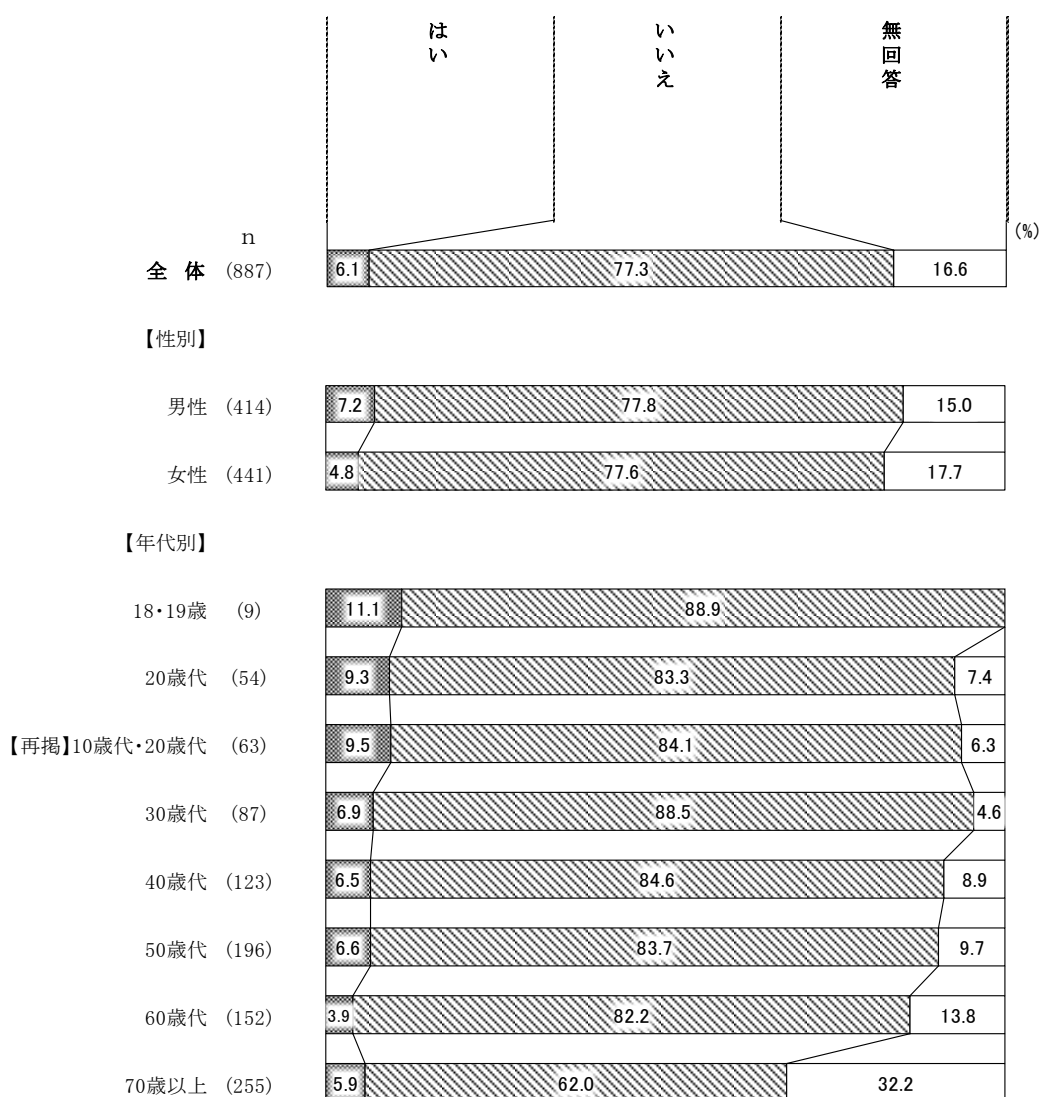 はい いいえ 無回答
(%)
n
全 体 (887) 6.1 77.3 16.6
【性別】
男性 (414) 7.2 77.8 15.0
女性 (441) 4.8 77.6 17.7
【年代別】
18・19歳 (9) 11.1 88.9
20歳代 (54) 9.3 83.3 7.4
【再掲】10歳代・20歳代 (63) 9.5 84.1 6.3
30歳代 (87) 6.9 88.5 4.6
40歳代 (123) 6.5 84.6 8.9
50歳代 (196) 6.6 83.7 9.7
60歳代 (152) 3.9 82.2 13.8
70歳以上 (255) 5.9 62.0 32.2